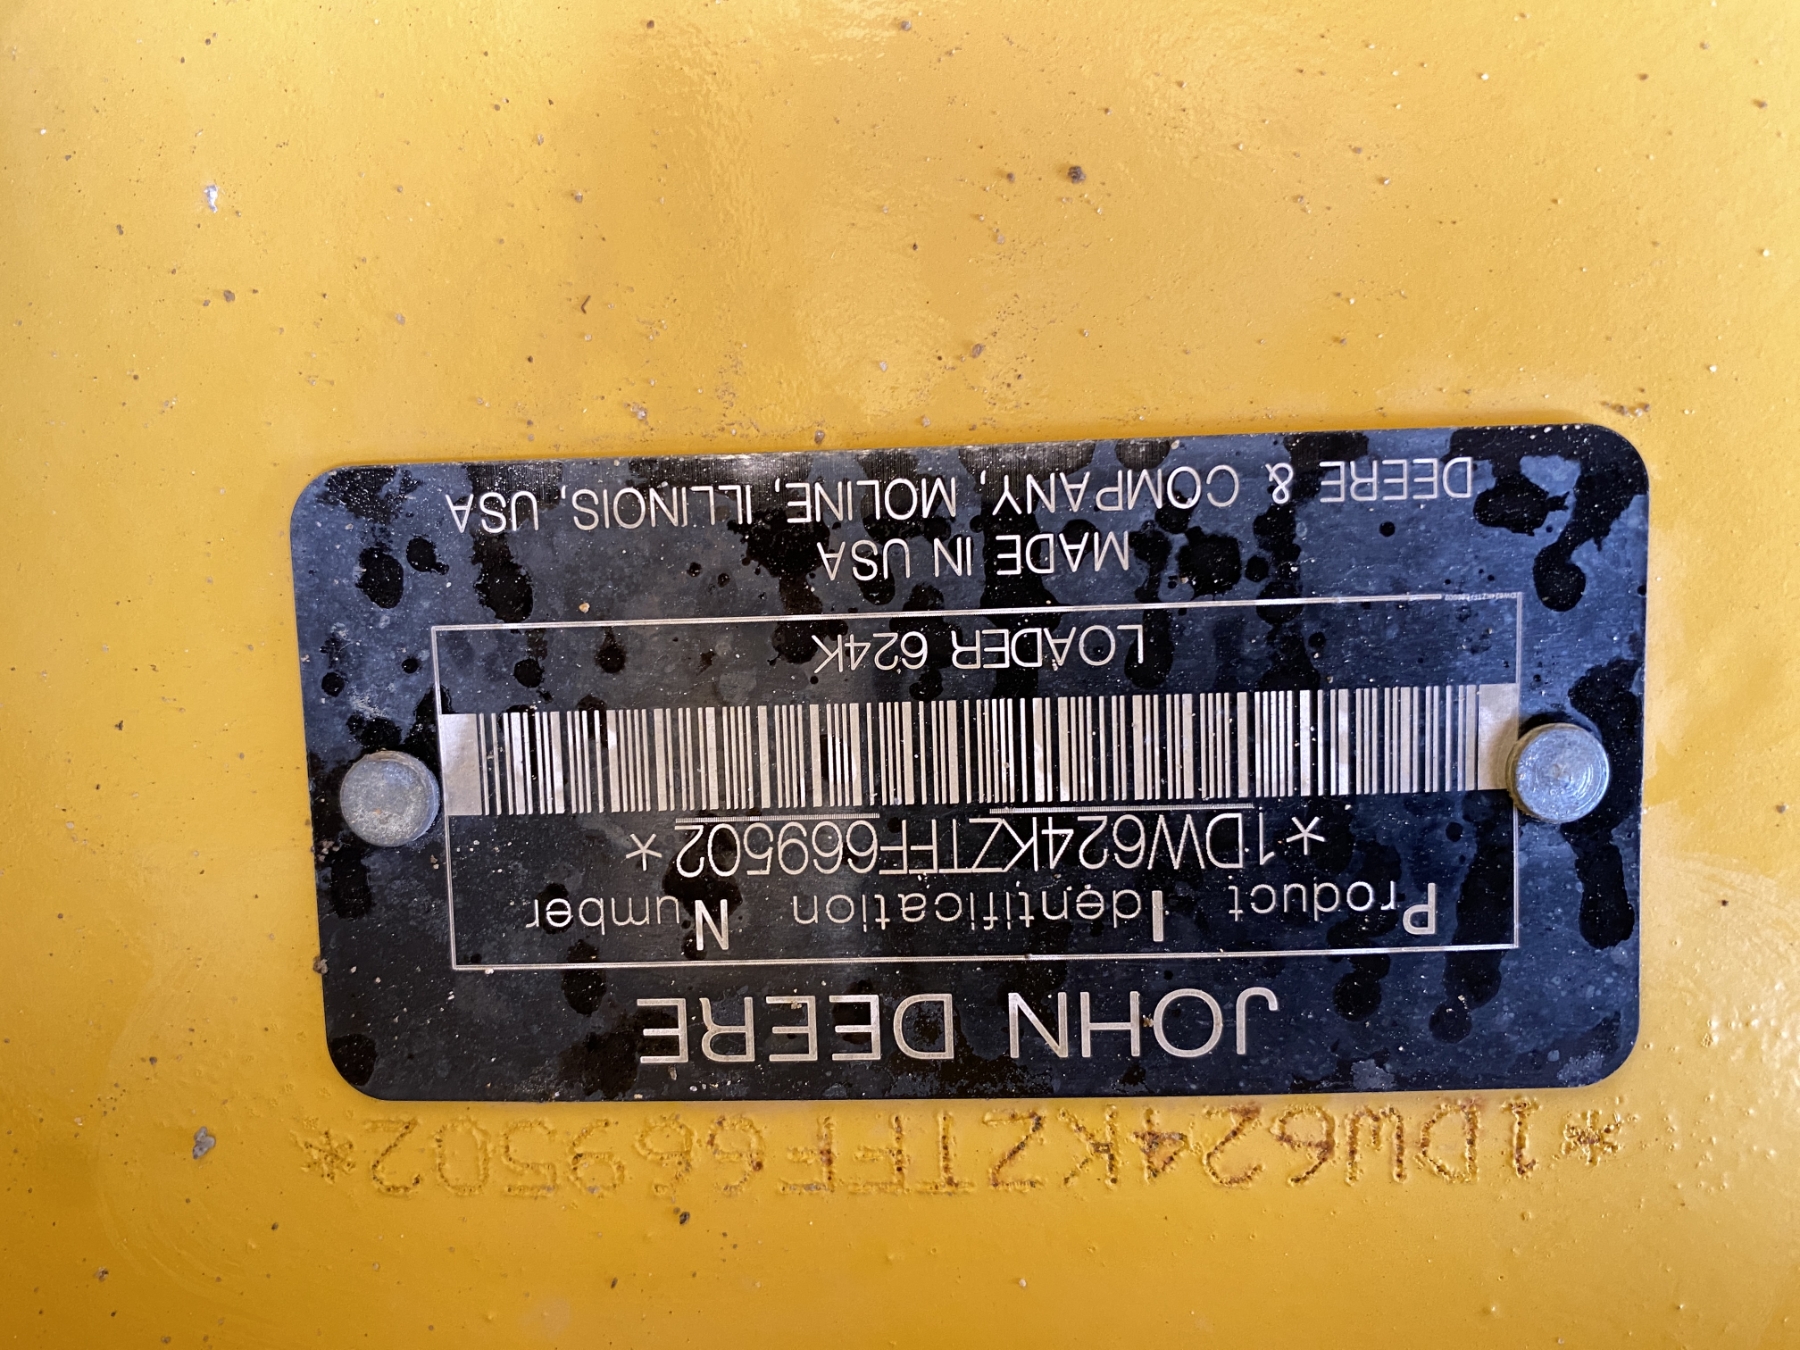 *1DW624KZTFF669502*
JOHN DEERE
Product Identification Number
*1DW624KZTFF669502*
LOADER 624K
MADE IN USA
DEERE & COMPANY, MOLINE, ILLINOIS, USA